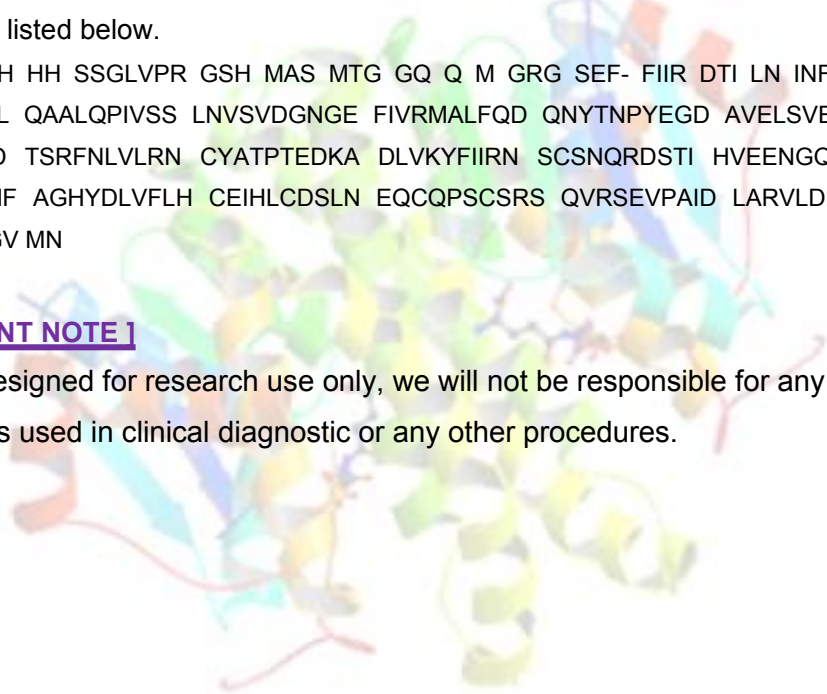 listed below.
H HH SSGLVPR GSH MAS MTG GQ Q M GRG SEF- FIIR DTI LN INF
QAALQPIVSS LNVSVDGNGE FIVRMALFQD QNYTNPYEGD AVELSVE
TSRFNLVLRN CYATPTEDKA DLVKYFIIRN SCSNQRDSTI HVEENGQ
AGHYDLVFLH CEIHLCDSLN EQCQPSCSRS QVRSEVPAID LARVLD
V MN
NT NOTE ]
esigned for research use only, we will not be responsible for any
s used in clinical diagnostic or any other procedures.